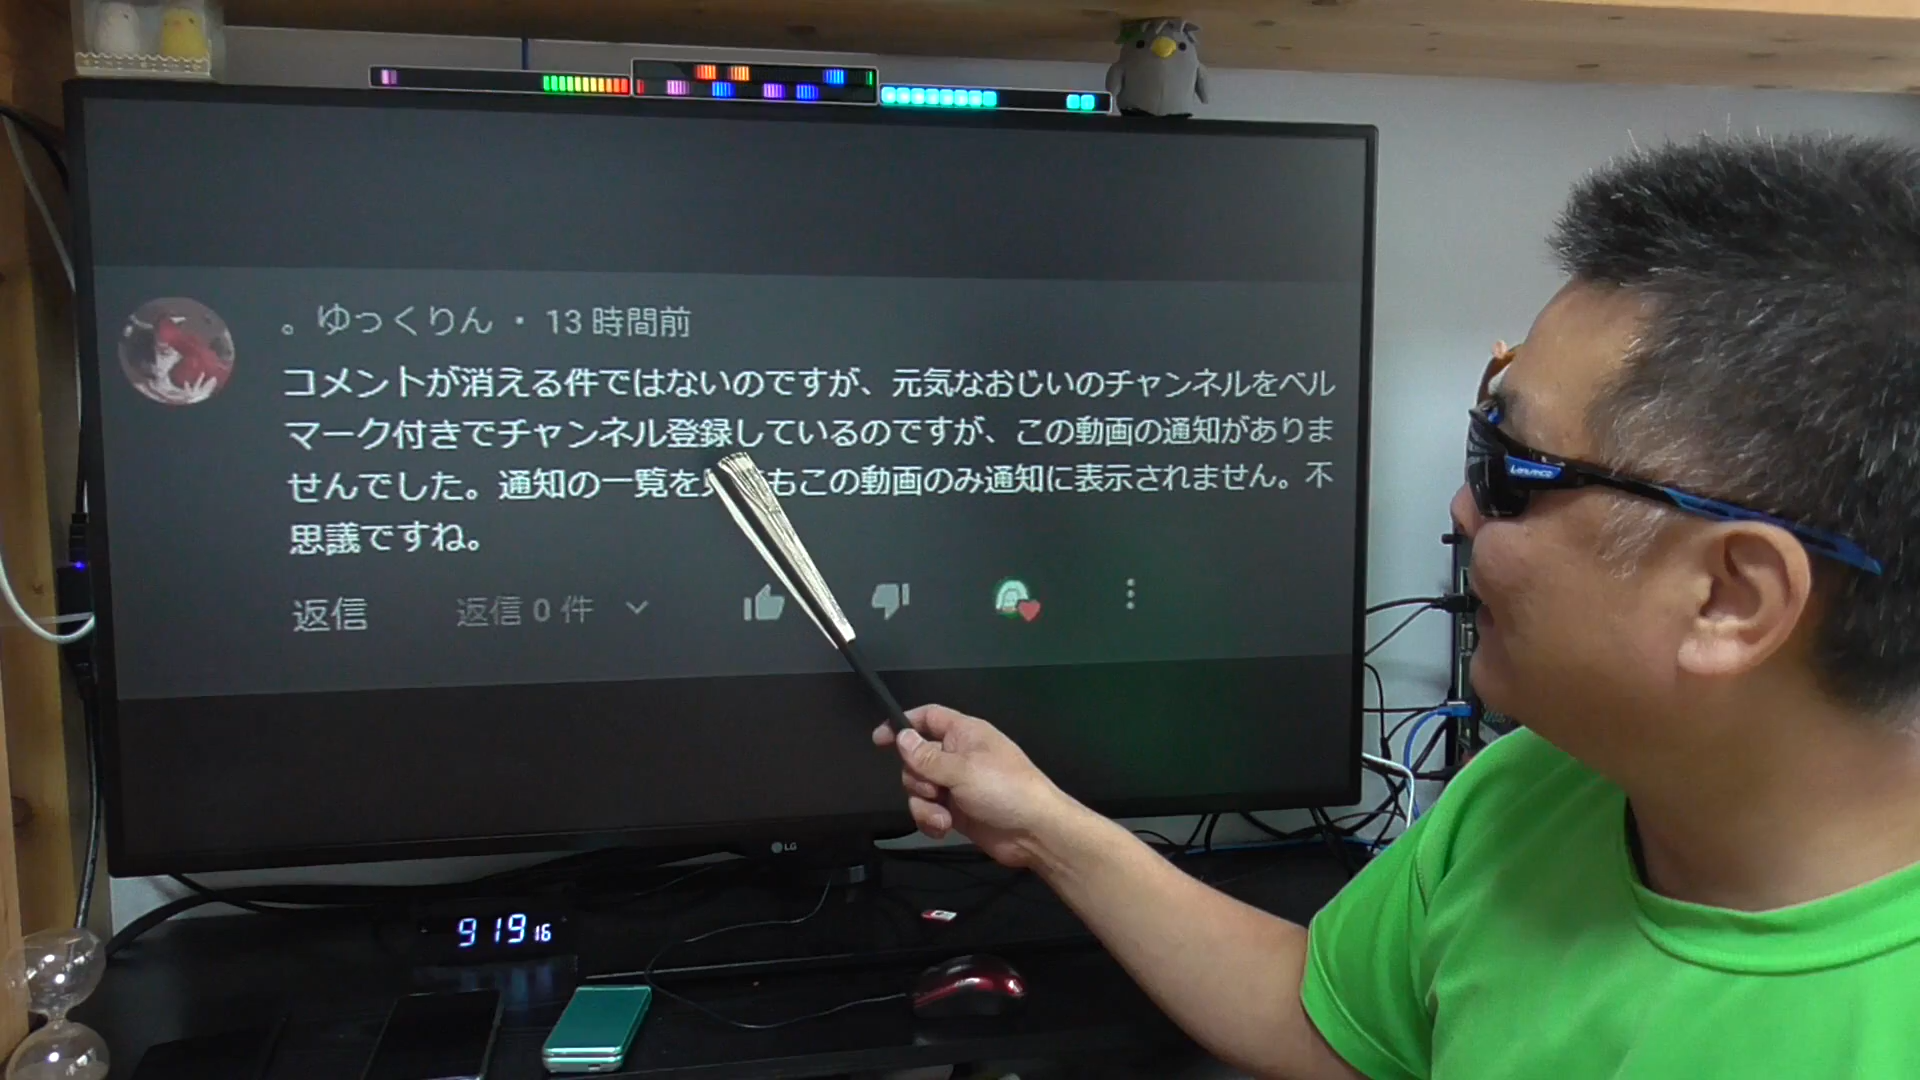 。ゆっくりん・13 時間前
コメントが消える件ではないのですが、元気なおじいのチャンネルをベル
マーク付きでチャンネル登録しているのですが、この動画の通知がありま
せんでした。通知の一覧を もこの動画のみ通知に表示されません。不
思議ですね。
返信 返信 0 件
LG
9 19 16